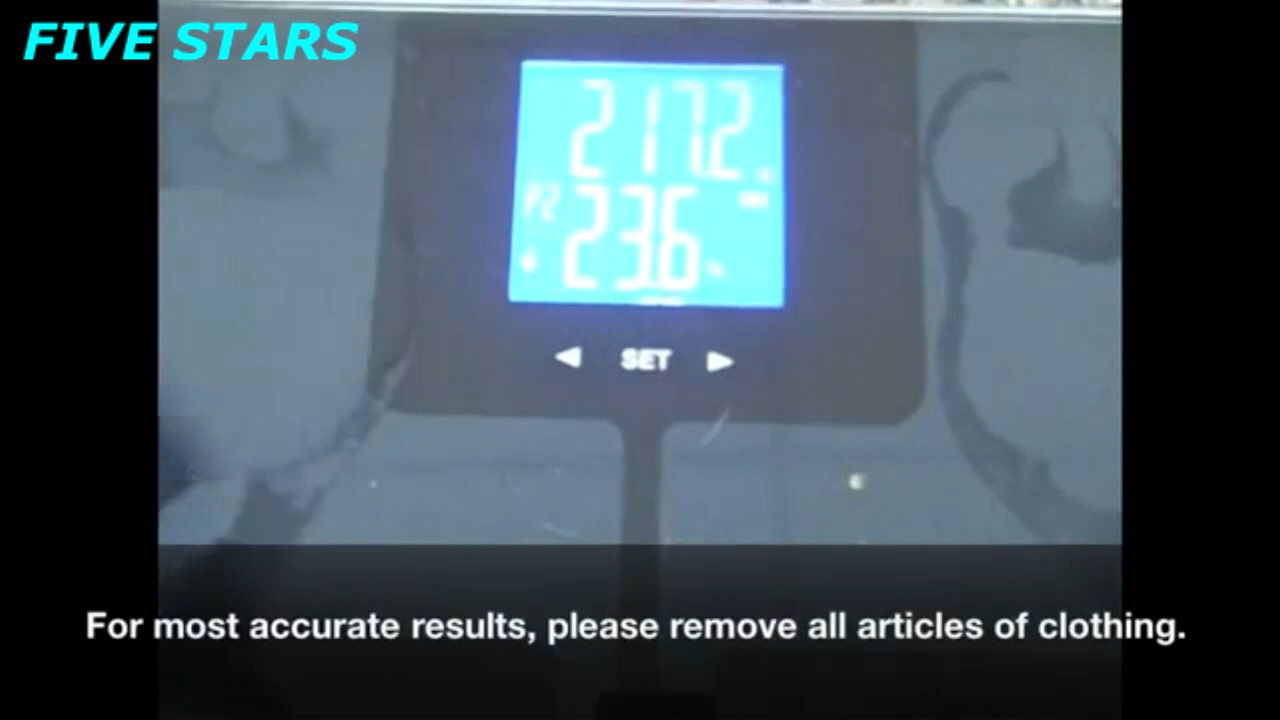 FIVE STARS
217.2
P2
23.6
SET
For most accurate results, please remove all articles of clothing.